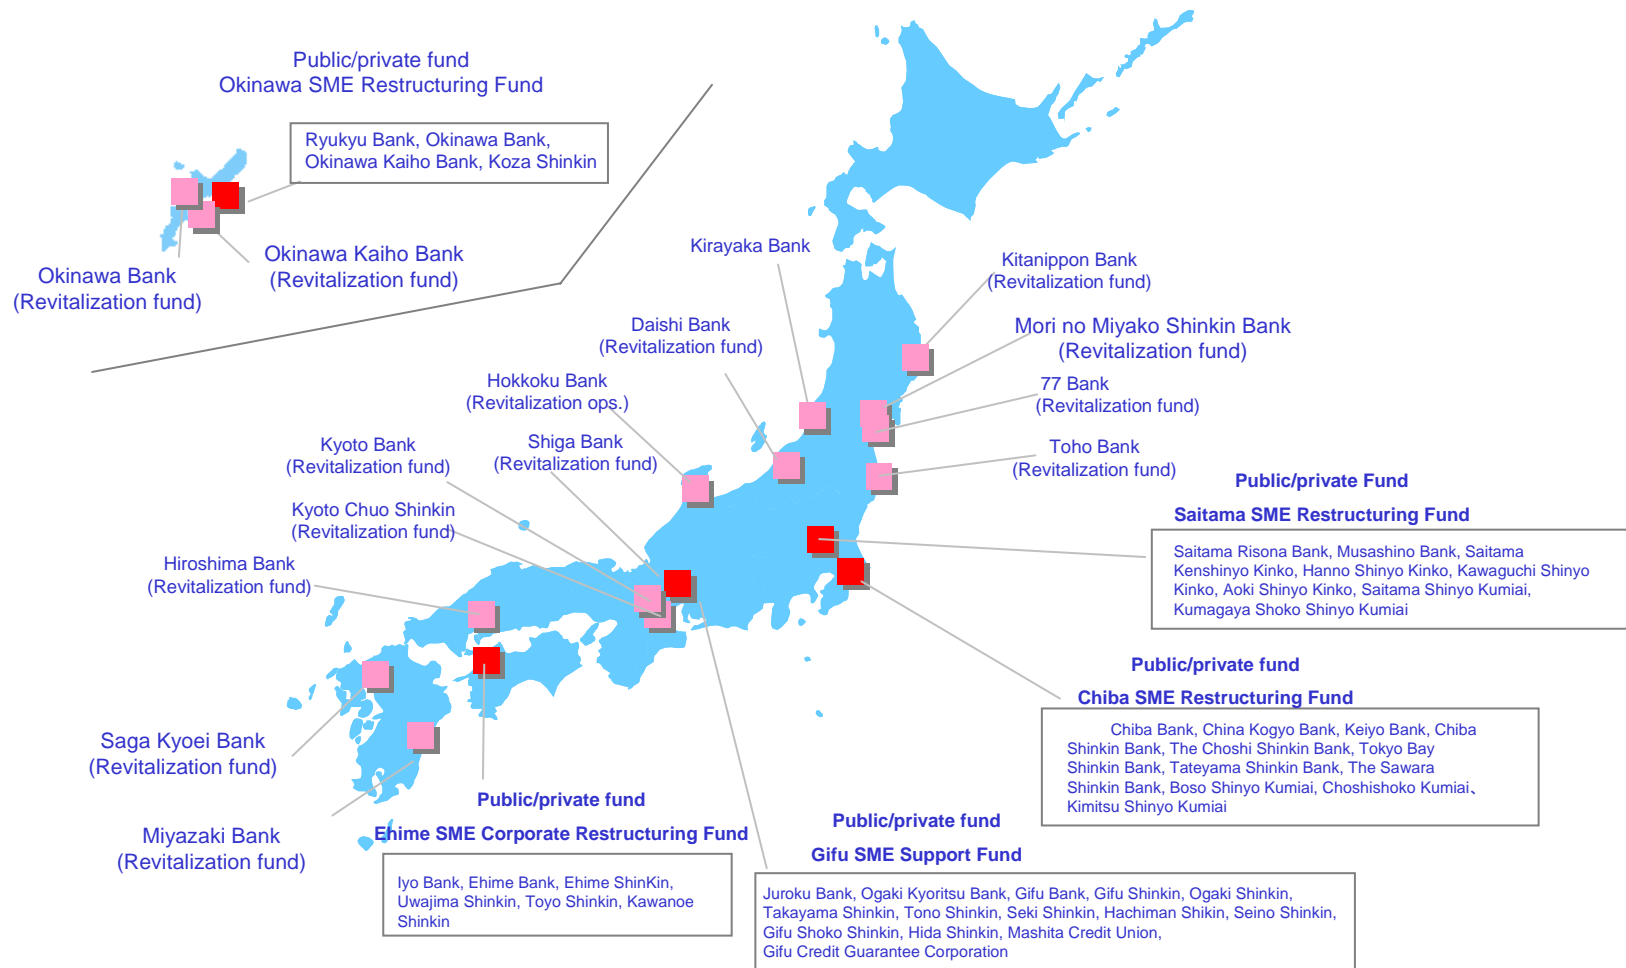 Public/private fund
Okinawa SME Restructuring Fund
Ryukyu Bank, Okinawa Bank,
Okinawa Kaiho Bank, Koza Shinkin
Okinawa Bank
(Revitalization fund)
Okinawa Kaiho Bank
(Revitalization fund)
Kirayaka Bank
Kitanippon Bank
(Revitalization fund)
Daishi Bank
(Revitalization fund)
Mori no Miyako Shinkin Bank
(Revitalization fund)
Hokkoku Bank
(Revitalization ops.)
77 Bank
(Revitalization fund)
Kyoto Bank
(Revitalization fund)
Shiga Bank
(Revitalization fund)
Toho Bank
(Revitalization fund)
Kyoto Chuo Shinkin
(Revitalization fund)
Hiroshima Bank
(Revitalization fund)
Public/private Fund
Saitama SME Restructuring Fund
Saitama Risona Bank, Musashino Bank, Saitama
Kenshinyo Kinko, Hanno Shinyo Kinko, Kawaguchi Shinyo
Kinko, Aoki Shinyo Kinko, Saitama Shinyo Kumiai,
Kumagaya Shoko Shinyo Kumiai
Public/private fund
Chiba SME Restructuring Fund
Chiba Bank, China Kogyo Bank, Keiyo Bank, Chiba
Shinkin Bank, The Choshi Shinkin Bank, Tokyo Bay
Shinkin Bank, Tateyama Shinkin Bank, The Sawara
Shinkin Bank, Boso Shinyo Kumiai, Choshishoko Kumiai、
Kimitsu Shinyo Kumiai
Saga Kyoei Bank
(Revitalization fund)
Miyazaki Bank
(Revitalization fund)
Public/private fund
Ehime SME Corporate Restructuring Fund
Iyo Bank, Ehime Bank, Ehime ShinKin,
Uwajima Shinkin, Toyo Shinkin, Kawanoe
Shinkin
Public/private fund
Gifu SME Support Fund
Juroku Bank, Ogaki Kyoritsu Bank, Gifu Bank, Gifu Shinkin, Ogaki Shinkin,
Takayama Shinkin, Tono Shinkin, Seki Shinkin, Hachiman Shikin, Seino Shinkin,
Gifu Shoko Shinkin, Hida Shinkin, Mashita Credit Union,
Gifu Credit Guarantee Corporation